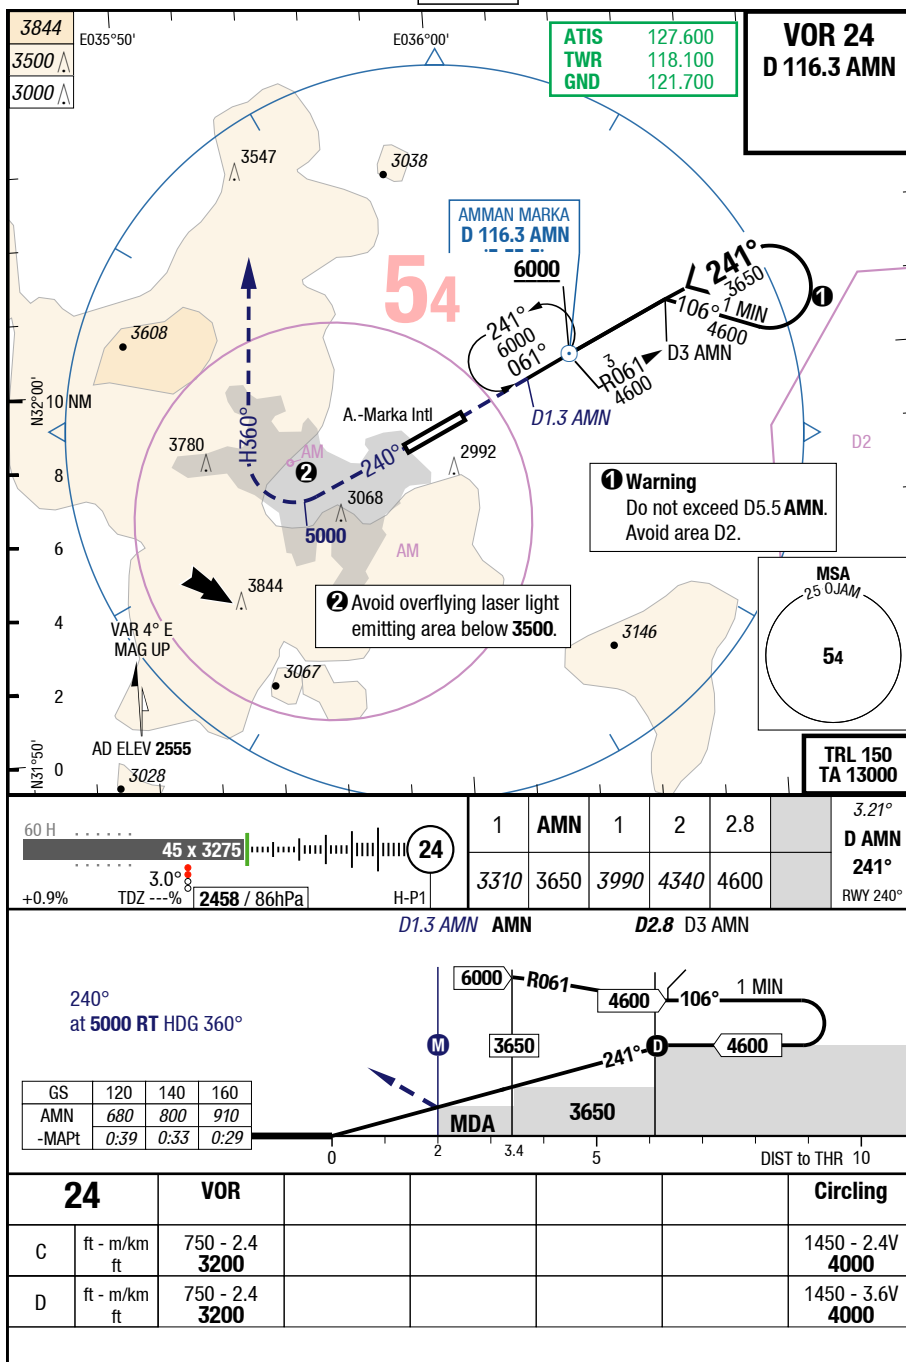 3844
3500
3000
E035°50'
E036°00'
ATIS 127.600
TWR 118.100
GND 121.700
VOR 24
D 116.3 AMN
3547
3038
AMMAN MARKA
D 116.3 AMN
6000
54
241°
3650
1 MIN
106°
4600
1
241°
6000
061°
3
R061
4600
D3 AMN
D1.3 AMN
3608
N32°00'
10 NM
H360°
A.-Marka Intl
3780
AM
2
240°
2992
D2
8
3068
5000
1 Warning
Do not exceed D5.5 AMN.
Avoid area D2.
6
AM
3844
2 Avoid overflying laser light
emitting area below 3500.
MSA
25 OJAM
54
4
VAR 4° E
MAG UP
3146
3067
2
AD ELEV 2555
N31°50'
0
3028
TRL 150
TA 13000
60 H
45 x 3275
24
3.0°
+0.9%
TDZ ---%
2458 / 86hPa
H-P1
1 AMN 1 2 2.8
3310 3650 3990 4340 4600
3.21°
D AMN
241°
RWY 240°
D1.3 AMN AMN D2.8 D3 AMN
240°
at 5000 RT HDG 360°
6000
R061
4600
106°
1 MIN
M
3650
241°
D
4600
GS 120 140 160
AMN 680 800 910
-MAPt 0:39 0:33 0:29
MDA
3650
0 2 3.4 5 DIST to THR 10
24 VOR Circling
C ft - m/km 750 - 2.4 1450 - 2.4V
ft 3200 4000
D ft - m/km 750 - 2.4 1450 - 3.6V
ft 3200 4000